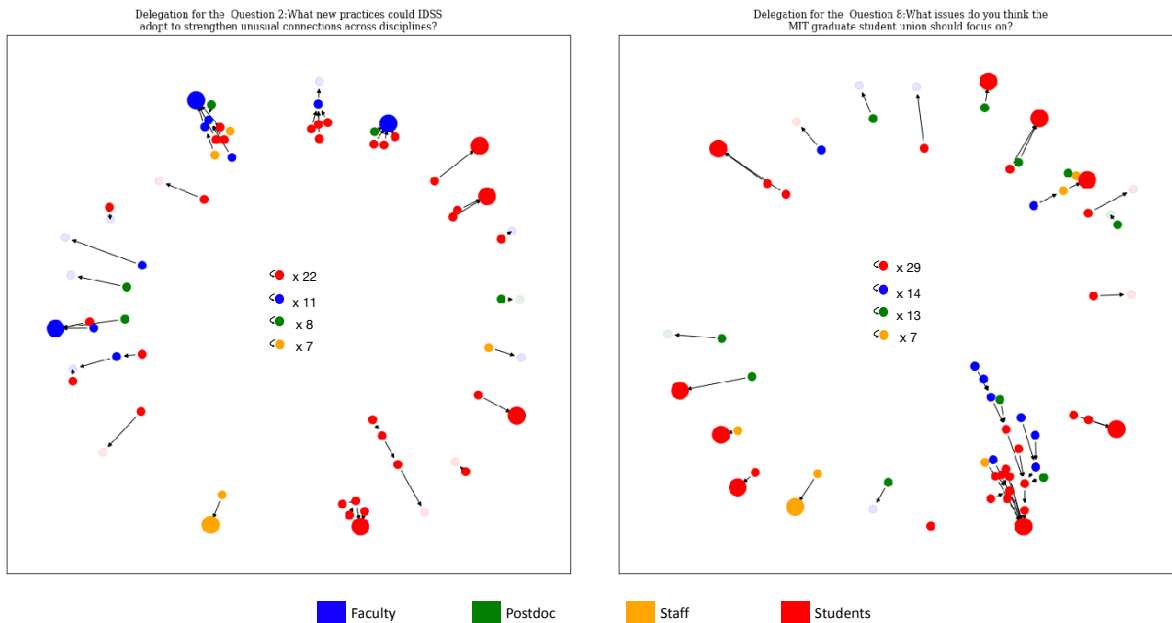 Delegation for the  Question 2:What new practices could IDSS
adopt to strengthen unusual connections across disciplines?
x 22
x 11
x 8
x 7
Delegation for the  Question 8:What issues do you think the
MIT graduate student union should focus on?
x 29
x 14
x 13
x 7
Faculty
Postdoc
Staff
Students